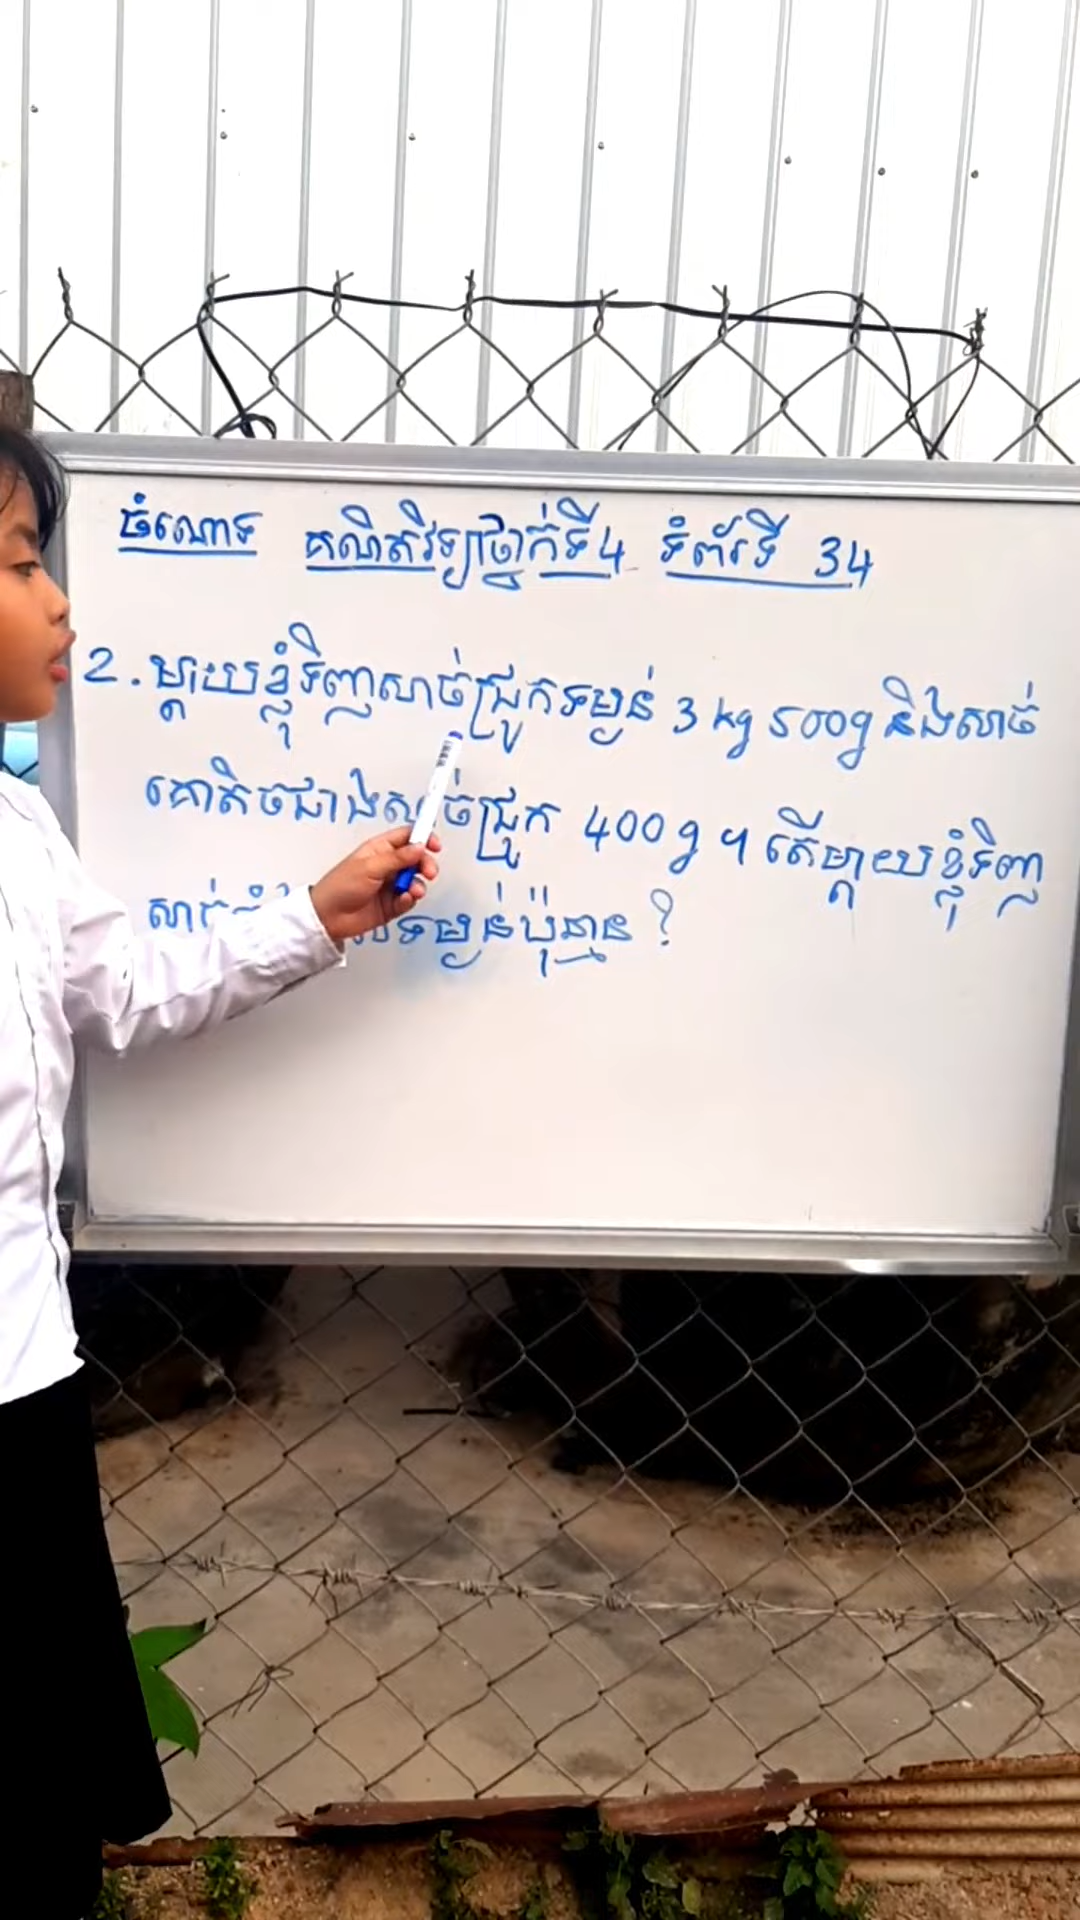 ចំណោទ គណិតវិទ្យាថ្នាក់ទី4 ទំព័រទី 34
2. ម្ដាយខ្ញុំទិញសាច់ជ្រូកទម្ងន់ 3 kg 500g និងសាច់
គោតិចជាងសាច់ជ្រូក 400 g ។ តើម្ដាយខ្ញុំទិញ
សាច់ ទម្ងន់ប៉ុន្មាន ?